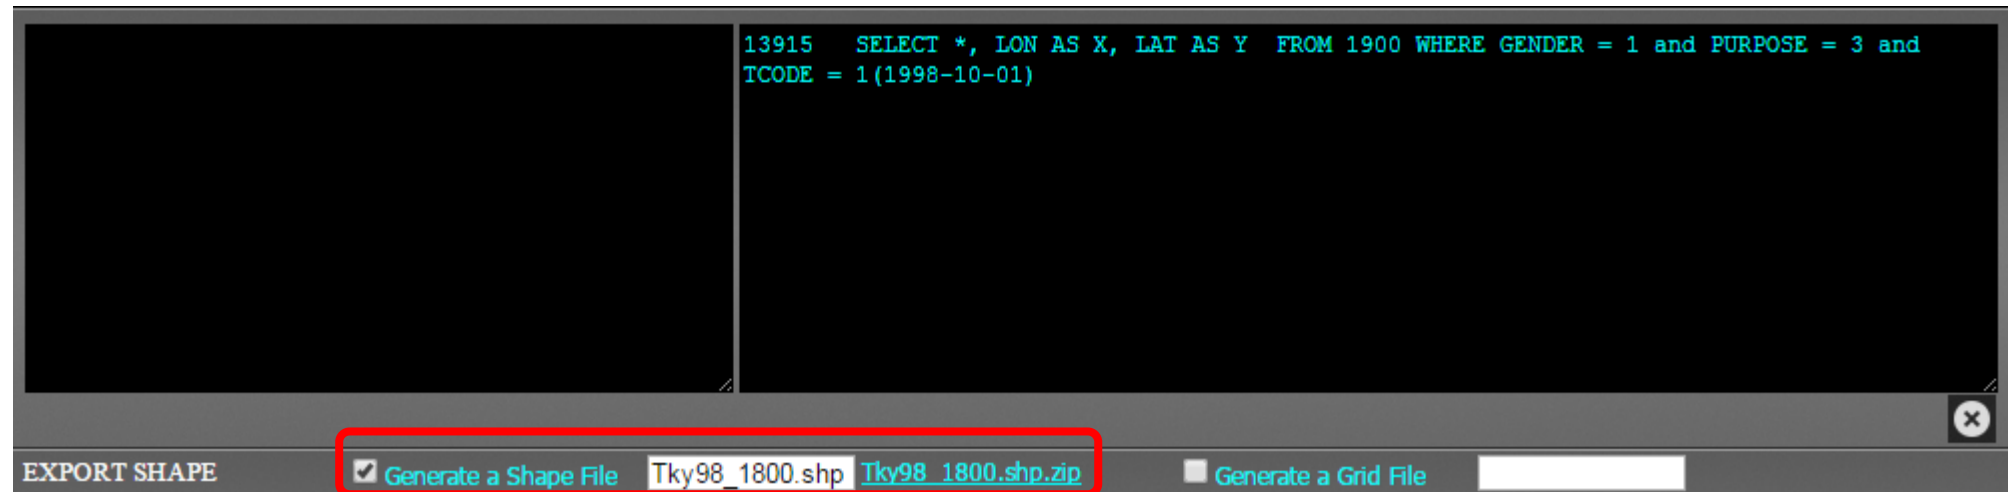 13915 SELECT *, LON AS X, LAT AS Y FROM 1900 WHERE GENDER = 1 and PURPOSE = 3 and
TCODE = 1(1998-10-01)
EXPORT SHAPE Generate a Shape File Tky98_1800.shp Tky98_1800.shp.zip Generate a Grid File